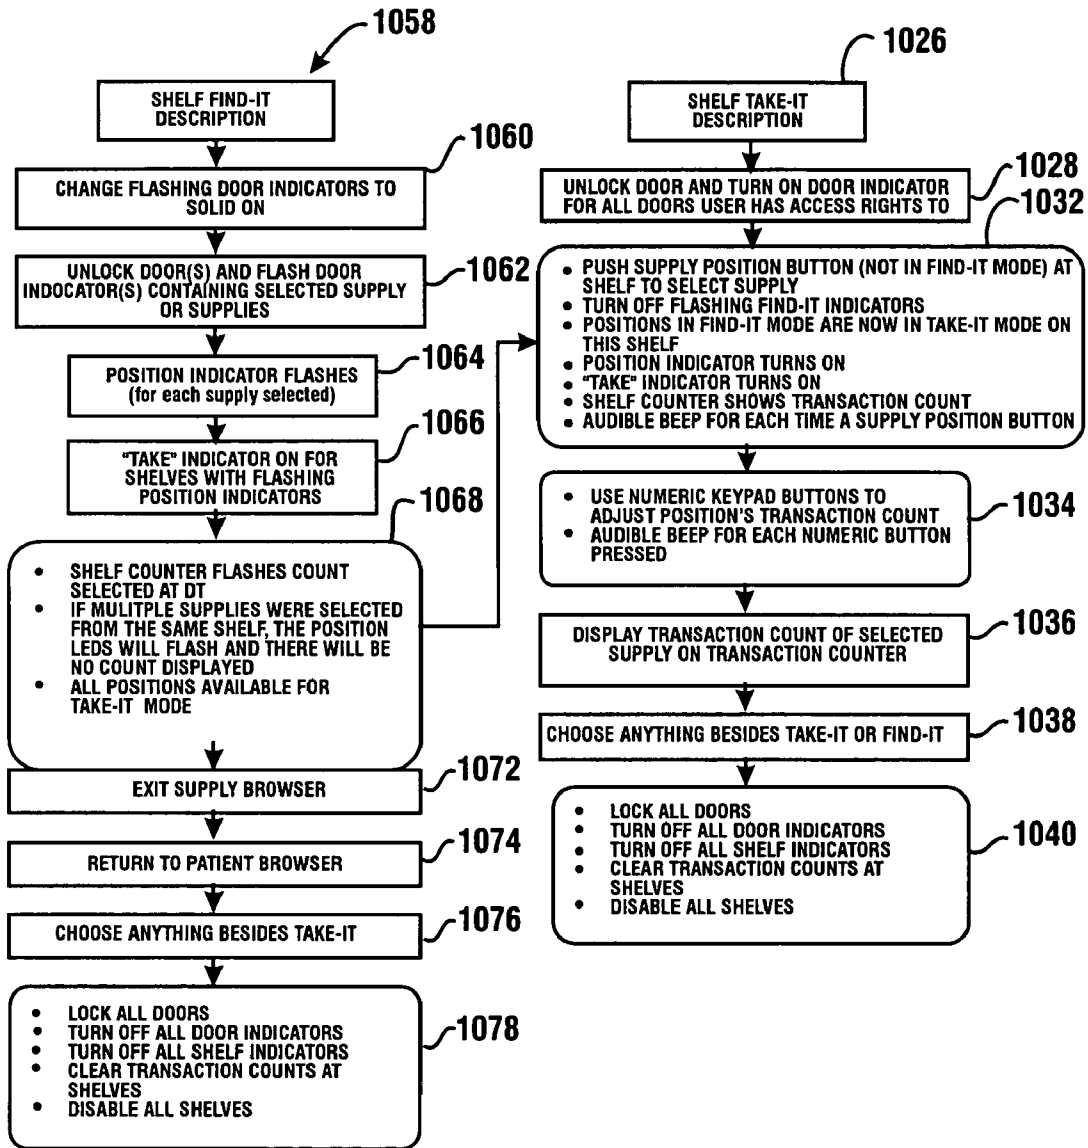 1058
SHELF FIND-IT
DESCRIPTION
1060
CHANGE FLASHING DOOR INDICATORS TO
SOLID ON
1062
UNLOCK DOOR(S) AND FLASH DOOR
INDOCATOR(S) CONTAINING SELECTED SUPPLY
OR SUPPLIES
1064
POSITION INDICATOR FLASHES
(for each supply selected)
1066
"TAKE" INDICATOR ON FOR
SHELVES WITH FLASHING
POSITION INDICATORS
1068
• SHELF COUNTER FLASHES COUNT
SELECTED AT DT
• IF MULITPLE SUPPLIES WERE SELECTED
FROM THE SAME SHELF, THE POSITION
LEDS WILL FLASH AND THERE WILL BE
NO COUNT DISPLAYED
• ALL POSITIONS AVAILABLE FOR
TAKE-IT MODE
1072
EXIT SUPPLY BROWSER
1074
RETURN TO PATIENT BROWSER
1076
CHOOSE ANYTHING BESIDES TAKE-IT
1078
• LOCK ALL DOORS
• TURN OFF ALL DOOR INDICATORS
• TURN OFF ALL SHELF INDICATORS
• CLEAR TRANSACTION COUNTS AT
SHELVES
• DISABLE ALL SHELVES
1026
SHELF TAKE-IT
DESCRIPTION
1028
UNLOCK DOOR AND TURN ON DOOR INDICATOR
FOR ALL DOORS USER HAS ACCESS RIGHTS TO
1032
• PUSH SUPPLY POSITION BUTTON (NOT IN FIND-IT MODE) AT
SHELF TO SELECT SUPPLY
• TURN OFF FLASHING FIND-IT INDICATORS
• POSITIONS IN FIND-IT MODE ARE NOW IN TAKE-IT MODE ON
THIS SHELF
• POSITION INDICATOR TURNS ON
• "TAKE" INDICATOR TURNS ON
• SHELF COUNTER SHOWS TRANSACTION COUNT
• AUDIBLE BEEP FOR EACH TIME A SUPPLY POSITION BUTTON
1034
• USE NUMERIC KEYPAD BUTTONS TO
ADJUST POSITION'S TRANSACTION COUNT
• AUDIBLE BEEP FOR EACH NUMERIC BUTTON
PRESSED
1036
DISPLAY TRANSACTION COUNT OF SELECTED
SUPPLY ON TRANSACTION COUNTER
1038
CHOOSE ANYTHING BESIDES TAKE-IT OR FIND-IT
1040
• LOCK ALL DOORS
• TURN OFF ALL DOOR INDICATORS
• TURN OFF ALL SHELF INDICATORS
• CLEAR TRANSACTION COUNTS AT
SHELVES
• DISABLE ALL SHELVES